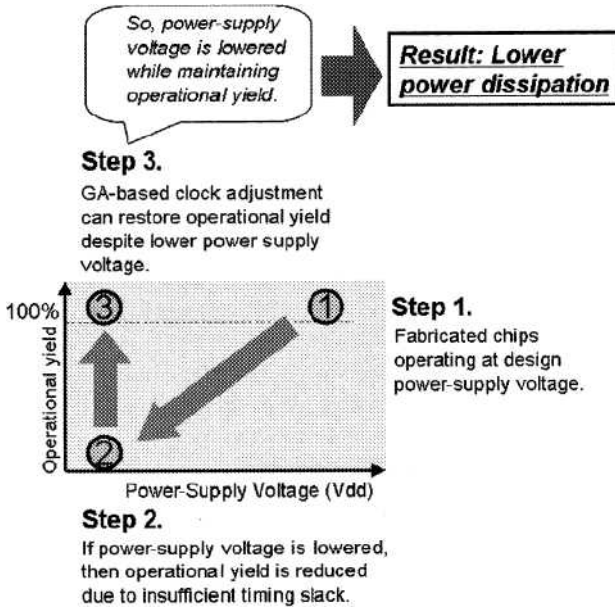 So, power-supply
voltage is lowered
while maintaining
operational yield.
Result: Lower
power dissipation
Step 3.
GA-based clock adjustment
can restore operational yield
despite lower power supply
voltage.
100%
3
1
Operational yield
2
Power-Supply Voltage (Vdd)
Step 1.
Fabricated chips
operating at design
power-supply voltage.
Step 2.
If power-supply voltage is lowered,
then operational yield is reduced
due to insufficient timing slack.